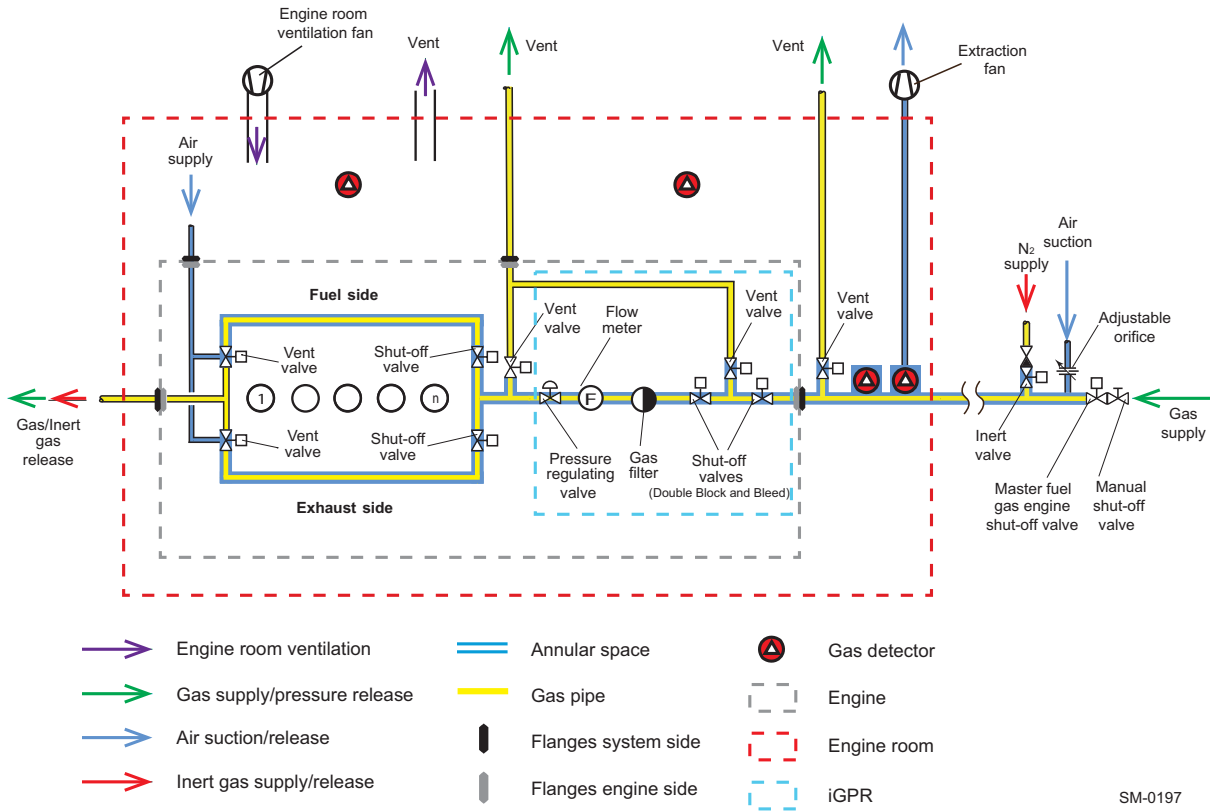 Engine room
ventilation fan
Vent
Vent
Vent
Extraction
fan
Air
supply
N2
supply
Air
suction
Adjustable
orifice
Fuel side
Vent
valve
Flow
meter
Vent
valve
Vent
valve
Vent
valve
Shut-off
valve
1
n
F
Gas/Inert
gas
release
Vent
valve
Shut-off
valve
Exhaust side
Pressure
regulating
valve
Gas
filter
Shut-off
valves
(Double Block and Bleed)
Inert
valve
Master fuel
gas engine
shut-off valve
Manual
shut-off
valve
Gas
supply
Engine room ventilation
Gas supply/pressure release
Air suction/release
Inert gas supply/release
Annular space
Gas pipe
Flanges system side
Flanges engine side
Gas detector
Engine
Engine room
iGPR
SM-0197